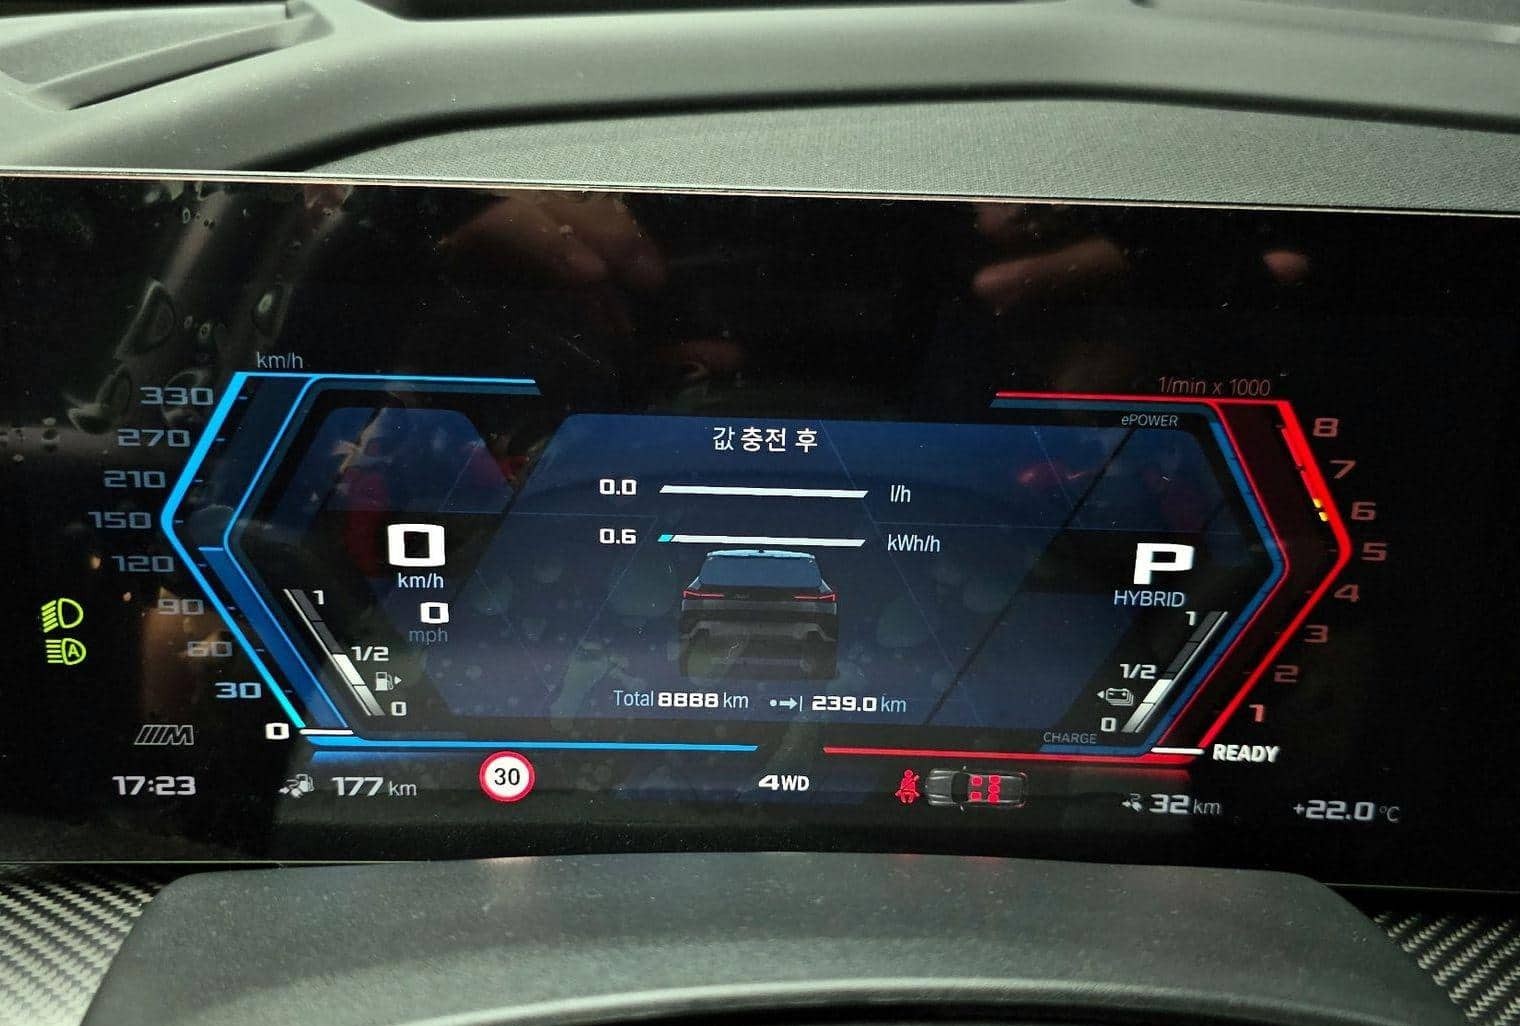 km/h
330
270
210
150
120
90
60
30
0
1/min x 1000
ePOWER
8
7
6
5
4
3
2
1
READY
값 충전 후
0.0 l/h
0.6 kWh/h
0
km/h
0
mph
P
HYBRID
1
1/2
0
1
1/2
0
Total 8888 km 239.0 km
CHARGE
M
17:23 177 km 30 4WD 32 km +22.0 °C
A